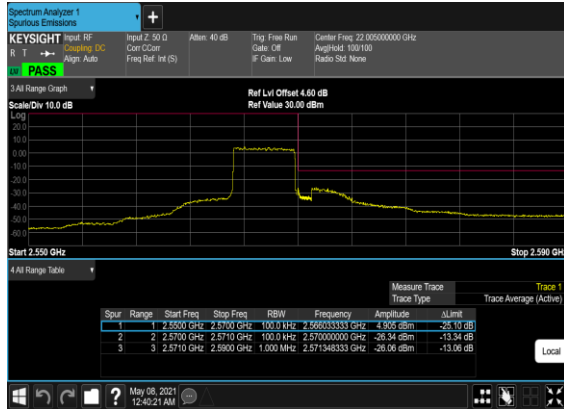 Spectrum Analyzer 1
Spurious Emissions
KEYSIGHT Input: RF Input Z: 50 Ω Atten: 40 dB Trig: Free Run Center Freq: 22.005000000 GHz
R T Coupling: DC Corr CCorr Gate: Off Avg|Hold: 100/100
Align: Auto Freq Ref: Int (S) IF Gain: Low Radio Std: None
PASS
3 All Range Graph
Ref Lvl Offset 4.60 dB
Scale/Div 10.0 dB Ref Value 30.00 dBm
Log
20.0
10.0
0.00
-10.0
-20.0
-30.0
-40.0
-50.0
-60.0
Start 2.550 GHz Stop 2.590 GH
4 All Range Table
Measure Trace Trace 1
Trace Type Trace Average (Active)
Spur Range Start Freq Stop Freq RBW Frequency Amplitude ΔLimit
1 1 2.5500 GHz 2.5700 GHz 100.0 kHz 2.566033333 GHz 4.905 dBm -25.10 dB
2 2 2.5700 GHz 2.5710 GHz 100.0 kHz 2.570000000 GHz -26.34 dBm -13.34 dB
3 3 2.5710 GHz 2.5900 GHz 1.000 MHz 2.571348333 GHz -26.06 dBm -13.06 dB
Local
? May 08, 2021
12:40:21 AM